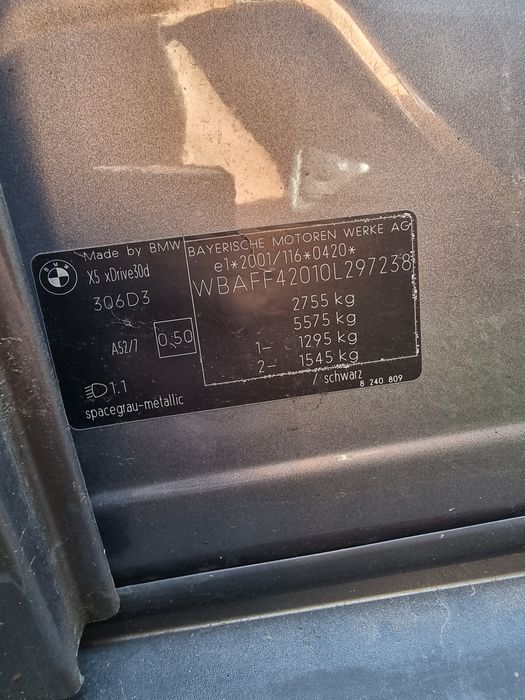 BMW
Made by BMW
X5 xDrive30d
306D3
A52/7
0.50
1.1
spacegrau-metallic
BAYERISCHE MOTOREN WERKE AG
e1*2001/116*0420*
WBAFF42010L297238
2755 kg
5575 kg
1- 1295 kg
2- 1545 kg
/ schwarz
8 240 809